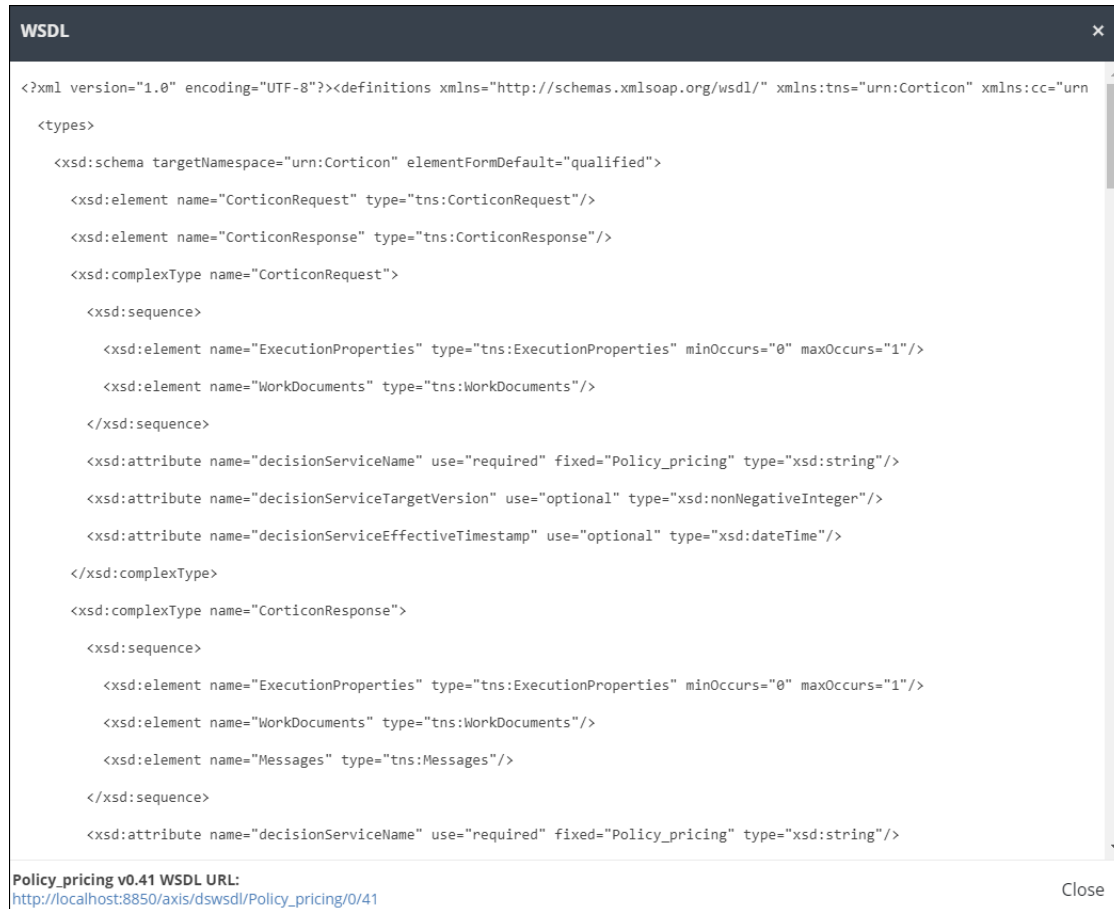 WSDL ×
<?xml version="1.0" encoding="UTF-8"?><definitions xmlns="http://schemas.xmlsoap.org/wsdl/" xmlns:tns="urn:Corticon" xmlns:cc="urn
<types>
<xsd:schema targetNamespace="urn:Corticon" elementFormDefault="qualified">
<xsd:element name="CorticonRequest" type="tns:CorticonRequest"/>
<xsd:element name="CorticonResponse" type="tns:CorticonResponse"/>
<xsd:complexType name="CorticonRequest">
<xsd:sequence>
<xsd:element name="ExecutionProperties" type="tns:ExecutionProperties" minOccurs="0" maxOccurs="1"/>
<xsd:element name="WorkDocuments" type="tns:WorkDocuments"/>
</xsd:sequence>
<xsd:attribute name="decisionServiceName" use="required" fixed="Policy_pricing" type="xsd:string"/>
<xsd:attribute name="decisionServiceTargetVersion" use="optional" type="xsd:nonNegativeInteger"/>
<xsd:attribute name="decisionServiceEffectiveTimestamp" use="optional" type="xsd:dateTime"/>
</xsd:complexType>
<xsd:complexType name="CorticonResponse">
<xsd:sequence>
<xsd:element name="ExecutionProperties" type="tns:ExecutionProperties" minOccurs="0" maxOccurs="1"/>
<xsd:element name="WorkDocuments" type="tns:WorkDocuments"/>
<xsd:element name="Messages" type="tns:Messages"/>
</xsd:sequence>
<xsd:attribute name="decisionServiceName" use="required" fixed="Policy_pricing" type="xsd:string"/>
Policy_pricing v0.41 WSDL URL:
http://localhost:8850/axis/dswsdl/Policy_pricing/0/41
Close